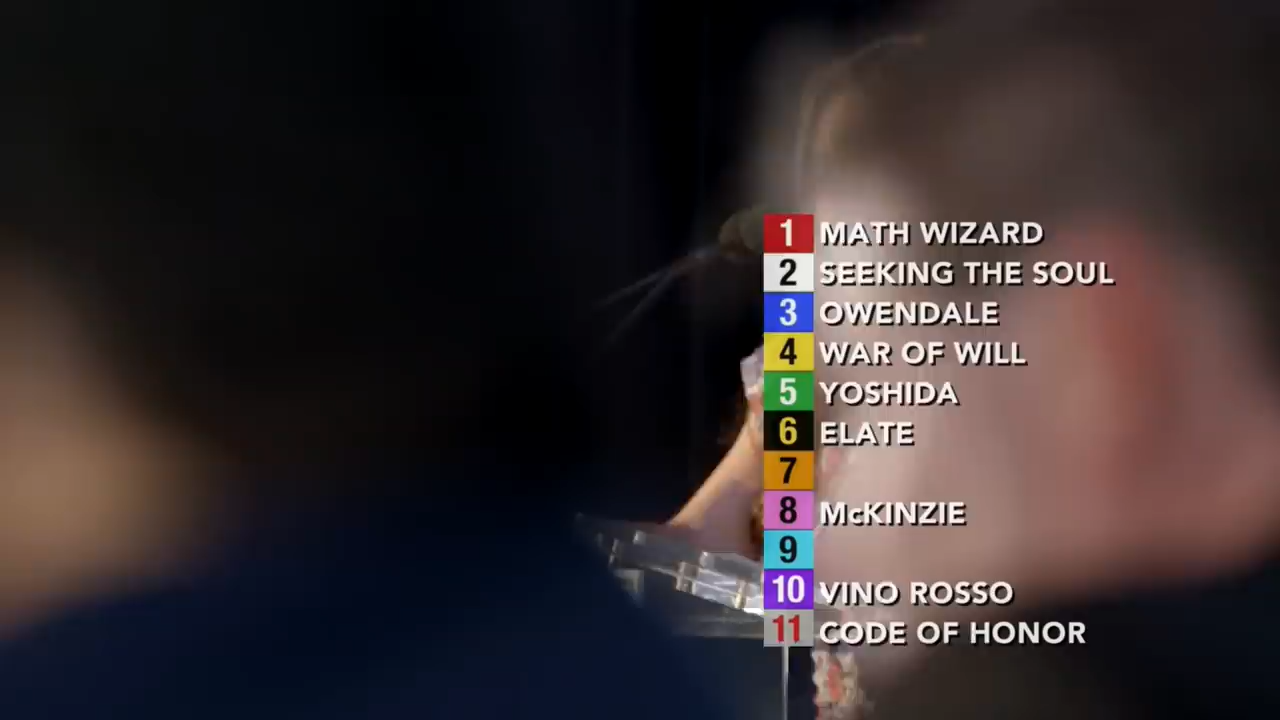 1 MATH WIZARD
2 SEEKING THE SOUL
3 OWENDALE
4 WAR OF WILL
5 YOSHIDA
6 ELATE
7
8 McKINZIE
9
10 VINO ROSSO
11 CODE OF HONOR